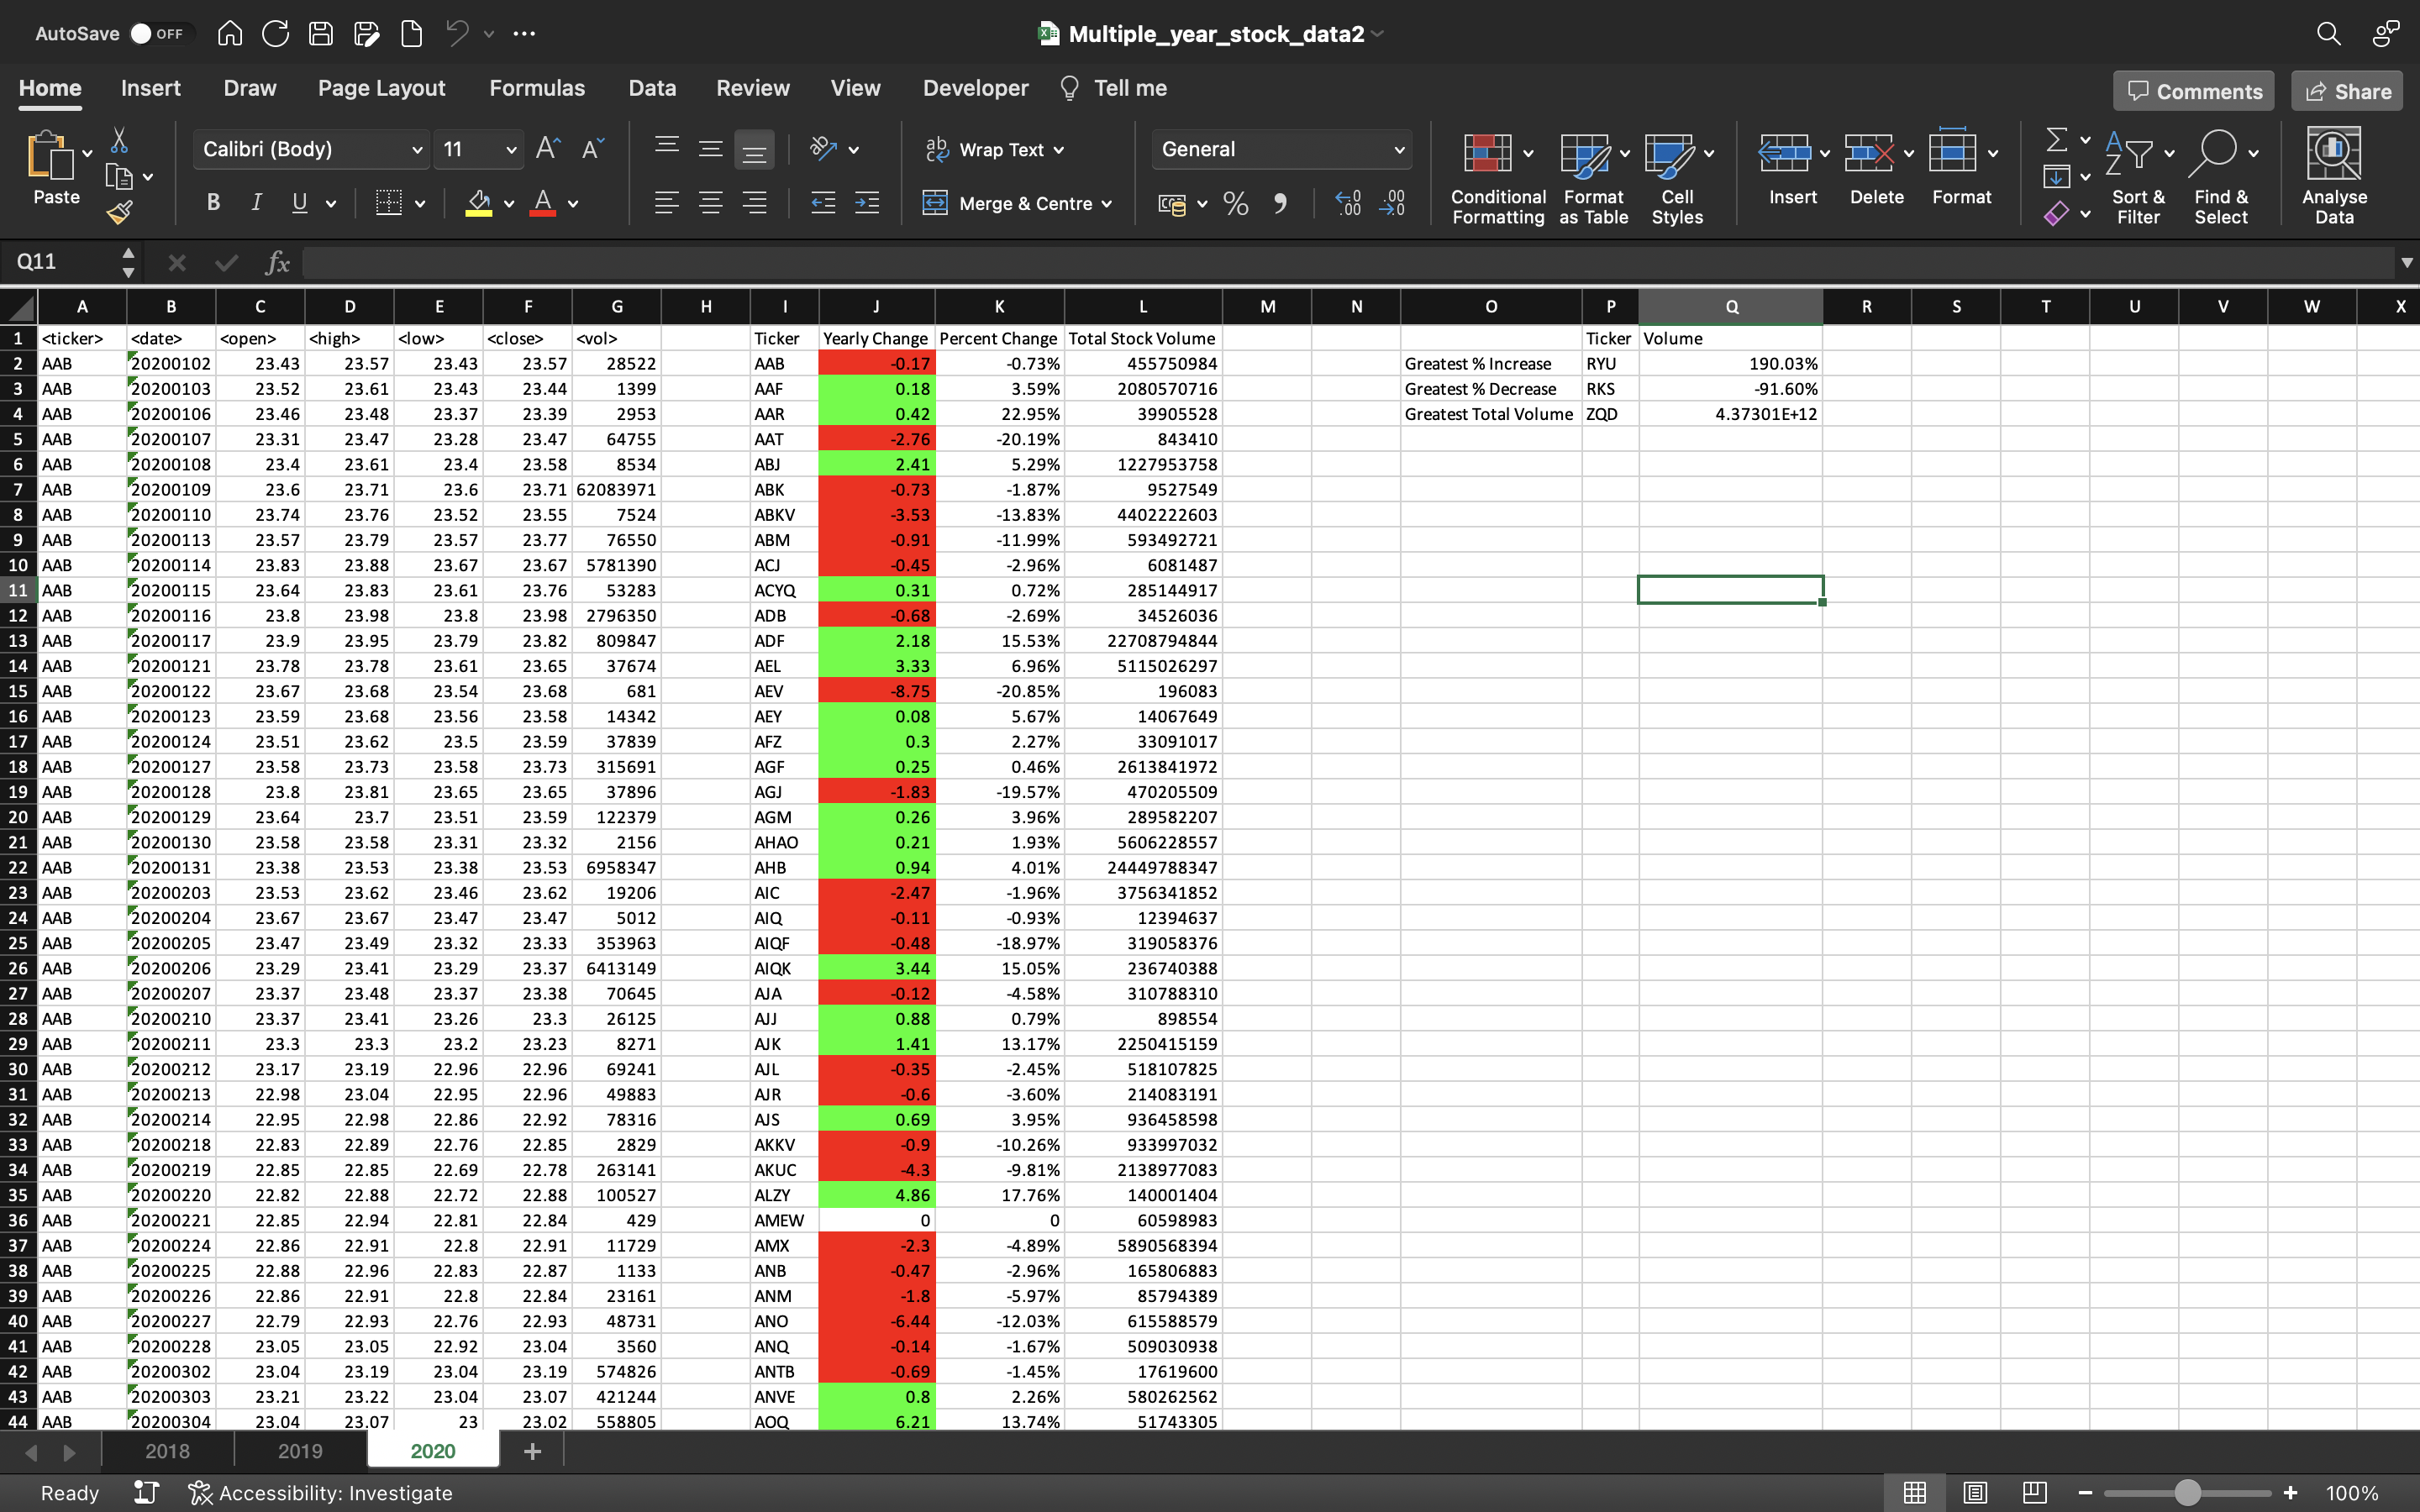 AutoSave OFF Multiple_year_stock_data2
Home Insert Draw Page Layout Formulas Data Review View Developer Tell me Comments Share
Paste Calibri (Body) 11 A A ab Wrap Text General Conditional Formatting Format as Table Cell Styles Insert Delete Format Sort & Filter Find & Select Analyse Data
B I U A Merge & Centre % 
Q11 fx
A B C D E F G H I J K L M N O P Q R S T U V W X
1 <ticker> <date> <open> <high> <low> <close> <vol> Ticker Yearly Change Percent Change Total Stock Volume Ticker Volume
2 AAB 20200102 23.43 23.57 23.43 23.57 28522 AAB -0.17 -0.73% 455750984 Greatest % Increase RYU 190.03%
3 AAB 20200103 23.52 23.61 23.43 23.44 1399 AAF 0.18 3.59% 2080570716 Greatest % Decrease RKS -91.60%
4 AAB 20200106 23.46 23.48 23.37 23.39 2953 AAR 0.42 22.95% 39905528 Greatest Total Volume ZQD 4.37301E+12
5 AAB 20200107 23.31 23.47 23.28 23.47 64755 AAT -2.76 -20.19% 843410
6 AAB 20200108 23.4 23.61 23.4 23.58 8534 ABJ 2.41 5.29% 1227953758
7 AAB 20200109 23.6 23.71 23.6 23.71 62083971 ABK -0.73 -1.87% 9527549
8 AAB 20200110 23.74 23.76 23.52 23.55 7524 ABKV -3.53 -13.83% 4402222603
9 AAB 20200113 23.57 23.79 23.57 23.77 76550 ABM -0.91 -11.99% 593492721
10 AAB 20200114 23.83 23.88 23.67 23.67 5781390 ACJ -0.45 -2.96% 6081487
11 AAB 20200115 23.64 23.83 23.61 23.76 53283 ACYQ 0.31 0.72% 285144917
12 AAB 20200116 23.8 23.98 23.8 23.98 2796350 ADB -0.68 -2.69% 34526036
13 AAB 20200117 23.9 23.95 23.79 23.82 809847 ADF 2.18 15.53% 22708794844
14 AAB 20200121 23.78 23.78 23.61 23.65 37674 AEL 3.33 6.96% 5115026297
15 AAB 20200122 23.67 23.68 23.54 23.68 681 AEV -8.75 -20.85% 196083
16 AAB 20200123 23.59 23.68 23.56 23.58 14342 AEY 0.08 5.67% 14067649
17 AAB 20200124 23.51 23.62 23.5 23.59 37839 AFZ 0.3 2.27% 33091017
18 AAB 20200127 23.58 23.73 23.58 23.73 315691 AGF 0.25 0.46% 2613841972
19 AAB 20200128 23.8 23.81 23.65 23.65 37896 AGJ -1.83 -19.57% 470205509
20 AAB 20200129 23.64 23.7 23.51 23.59 122379 AGM 0.26 3.96% 289582207
21 AAB 20200130 23.58 23.58 23.31 23.32 2156 AHAO 0.21 1.93% 5606228557
22 AAB 20200131 23.38 23.53 23.38 23.53 6958347 AHB 0.94 4.01% 24449788347
23 AAB 20200203 23.53 23.62 23.46 23.62 19206 AIC -2.47 -1.96% 3756341852
24 AAB 20200204 23.67 23.67 23.47 23.47 5012 AIQ -0.11 -0.93% 12394637
25 AAB 20200205 23.47 23.49 23.32 23.33 353963 AIQF -0.48 -18.97% 319058376
26 AAB 20200206 23.29 23.41 23.29 23.37 6413149 AIQK 3.44 15.05% 236740388
27 AAB 20200207 23.37 23.48 23.37 23.38 70645 AJA -0.12 -4.58% 310788310
28 AAB 20200210 23.37 23.41 23.26 23.3 26125 AJJ 0.88 0.79% 898554
29 AAB 20200211 23.3 23.3 23.2 23.23 8271 AJK 1.41 13.17% 2250415159
30 AAB 20200212 23.17 23.19 22.96 22.96 69241 AJL -0.35 -2.45% 518107825
31 AAB 20200213 22.98 23.04 22.95 22.96 49883 AJR -0.6 -3.60% 214083191
32 AAB 20200214 22.95 22.98 22.86 22.92 78316 AJS 0.69 3.95% 936458598
33 AAB 20200218 22.83 22.89 22.76 22.85 2829 AKKV -0.9 -10.26% 933997032
34 AAB 20200219 22.85 22.85 22.69 22.78 263141 AKUC -4.3 -9.81% 2138977083
35 AAB 20200220 22.82 22.88 22.72 22.88 100527 ALZY 4.86 17.76% 140001404
36 AAB 20200221 22.85 22.94 22.81 22.84 429 AMEW 0 0 60598983
37 AAB 20200224 22.86 22.91 22.8 22.91 11729 AMX -2.3 -4.89% 5890568394
38 AAB 20200225 22.88 22.96 22.83 22.87 1133 ANB -0.47 -2.96% 165806883
39 AAB 20200226 22.86 22.91 22.8 22.84 23161 ANM -1.8 -5.97% 85794389
40 AAB 20200227 22.79 22.93 22.76 22.93 48731 ANO -6.44 -12.03% 615588579
41 AAB 20200228 23.05 23.05 22.92 23.04 3560 ANQ -0.14 -1.67% 509030938
42 AAB 20200302 23.04 23.19 23.04 23.19 574826 ANTB -0.69 -1.45% 17619600
43 AAB 20200303 23.21 23.22 23.04 23.07 421244 ANVE 0.8 2.26% 580262562
44 AAB 20200304 23.04 23.07 23 23.02 558805 AOQ 6.21 13.74% 51743305
2018 2019 2020 +
Ready Accessibility: Investigate 100%